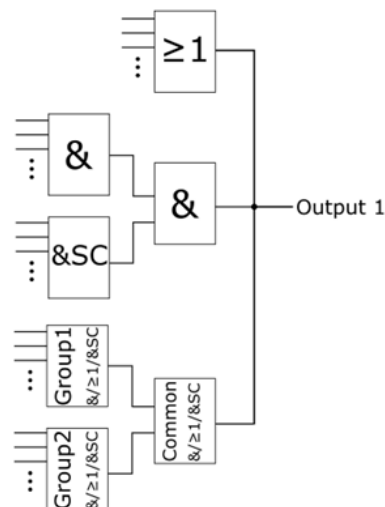 ≥1
&
&
Output 1
&SC
Group1
&/≥1/&SC
Common
&/≥1/&SC
Group2
&/≥1/&SC